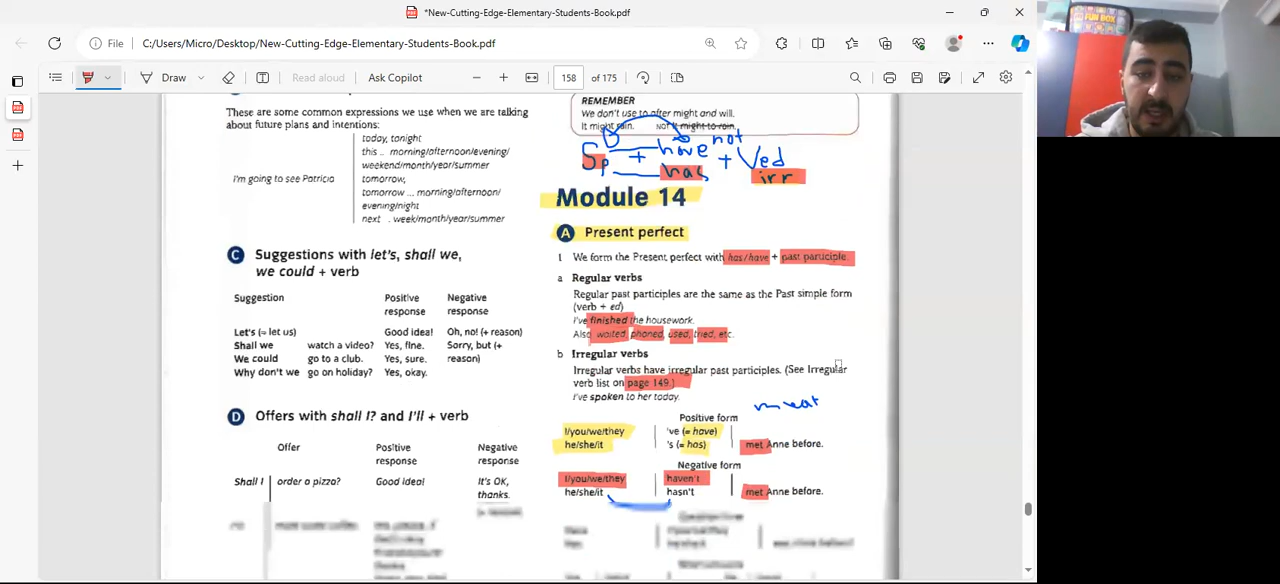 *New-Cutting-Edge-Elementary-Students-Book.pdf
File C:/Users/Micro/Desktop/New-Cutting-Edge-Elementary-Students-Book.pdf
Draw Read aloud Ask Copilot 158 of 175
FUN BOX
These are some common expressions we use when we are talking
about future plans and intentions:
I'm going to see Patricia
today, tonight
this .. morning/afternoon/evening/
weekend/month/year/summer
tomorrow,
tomorrow ... morning/afternoon/
evening/night
next .. week/month/year/summer
C Suggestions with let's, shall we,
we could + verb
Suggestion Positive Negative
response response
Let's (= let us) Good idea! Oh, no! (+ reason)
Shall we watch a video? Yes, fine. Sorry, but (+
We could go to a club. Yes, sure. reason)
Why don't we go on holiday? Yes, okay.
D Offers with shall I? and I'll + verb
Offer Positive Negative
response response
Shall I order a pizza? Good idea! It's OK,
thanks.
REMEMBER
We don't use to after might and will.
It might rain. NOT It might to rain.
Sp + have not + Ved
has irr
Module 14
A Present perfect
1 We form the Present perfect with has/have + past participle.
a Regular verbs
Regular past participles are the same as the Past simple form
(verb + ed)
I've finished the housework.
Also waited, phoned, used, tried, etc.
b Irregular verbs
Irregular verbs have irregular past participles. (See Irregular
verb list on page 149.)
I've spoken to her today.
Positive form
I/you/we/they 've (= have)
he/she/it 's (= has) met Anne before.
Negative form
I/you/we/they haven't
he/she/it hasn't met Anne before.